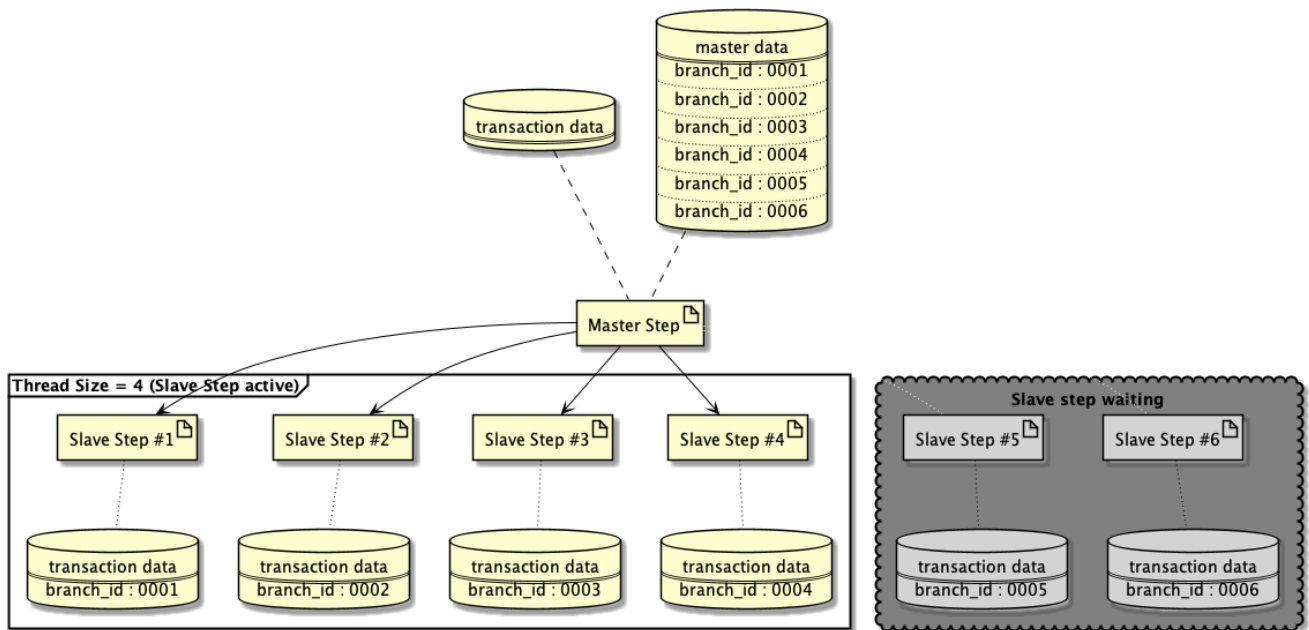 master data
branch_id : 0001
branch_id : 0002
branch_id : 0003
branch_id : 0004
branch_id : 0005
branch_id : 0006
transaction data
Master Step
Thread Size = 4 (Slave Step active)
Slave Step #1
Slave Step #2
Slave Step #3
Slave Step #4
transaction data
branch_id : 0001
transaction data
branch_id : 0002
transaction data
branch_id : 0003
transaction data
branch_id : 0004
Slave step waiting
Slave Step #5
Slave Step #6
transaction data
branch_id : 0005
transaction data
branch_id : 0006